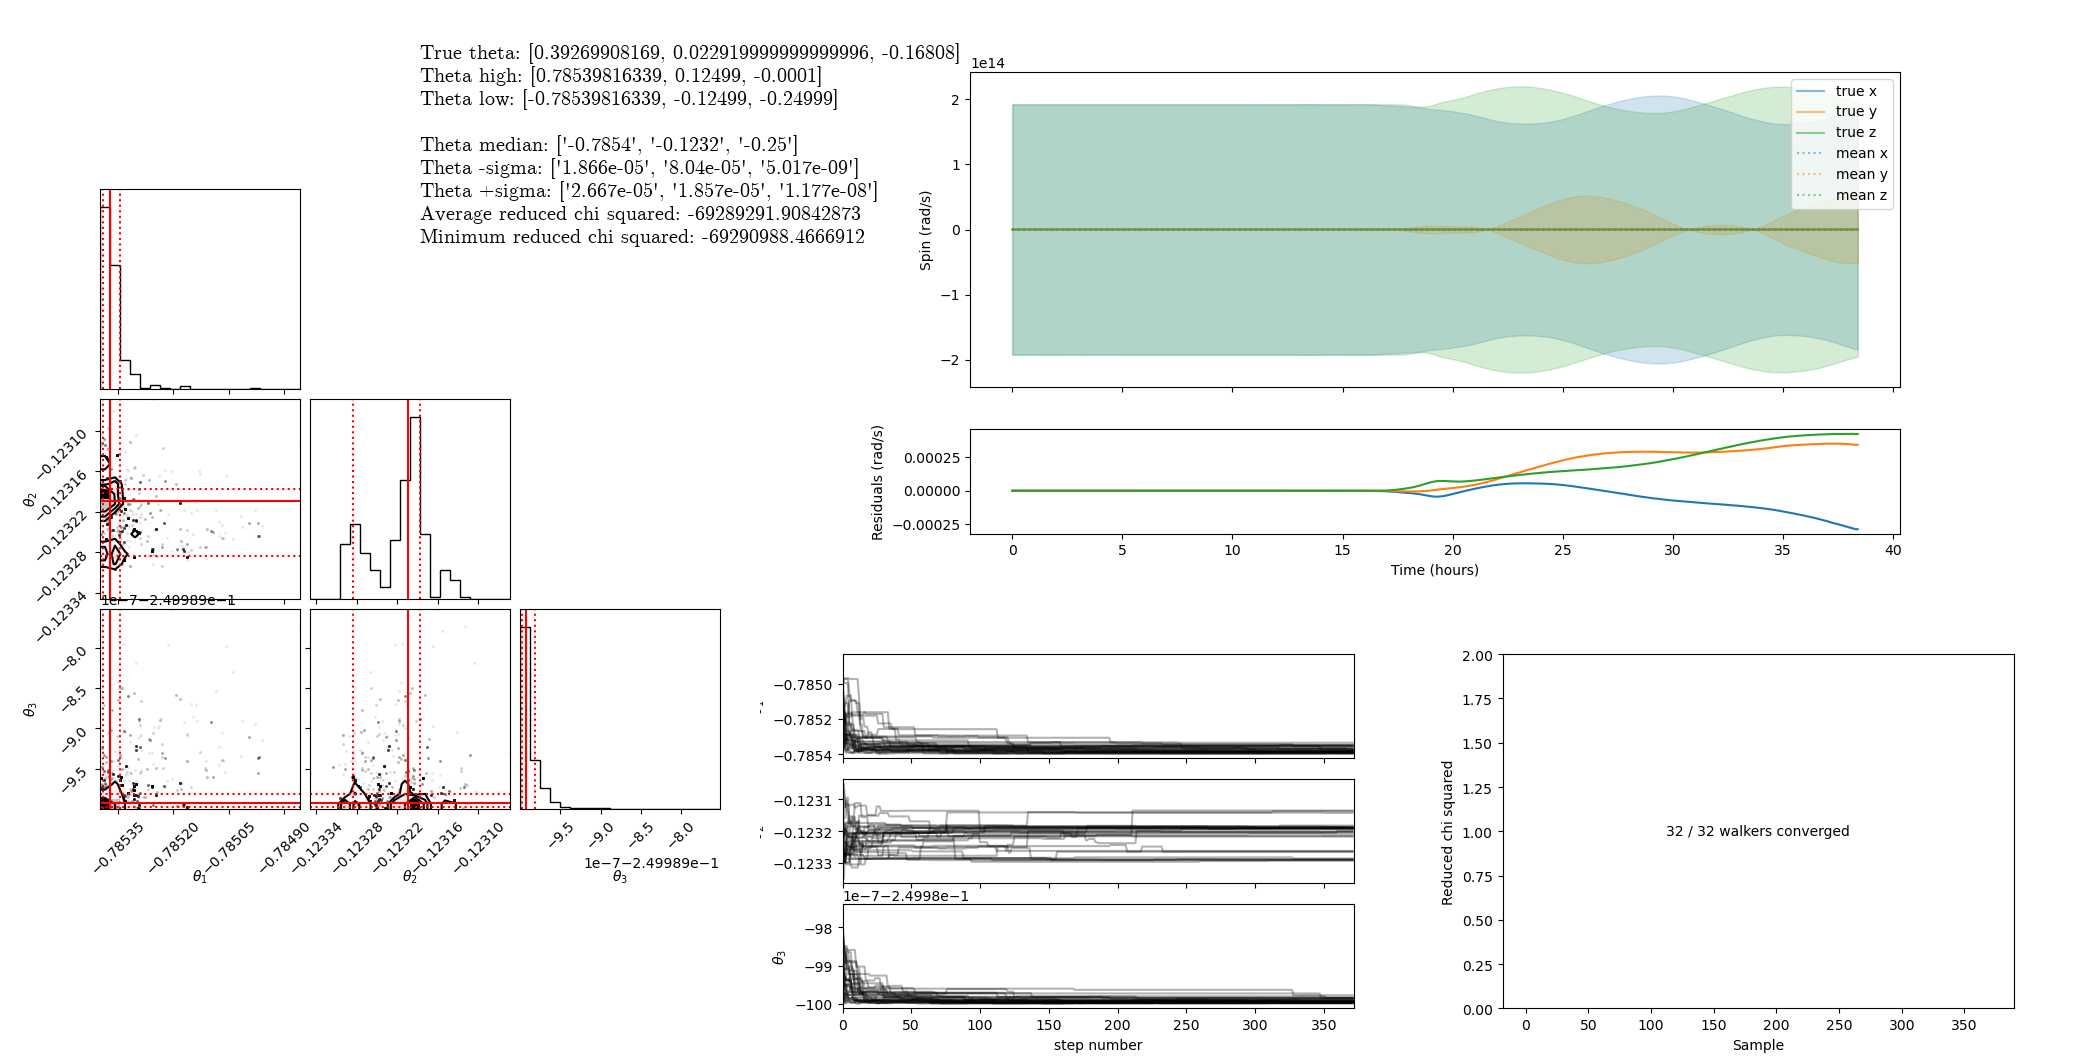 True theta: [0.39269908169, 0.022919999999999996, -0.16808]
Theta high: [0.78539816339, 0.12499, -0.0001]
Theta low: [-0.78539816339, -0.12499, -0.24999]
Theta median: ['-0.7854', '-0.1232', '-0.25']
Theta -sigma: ['1.866e-05', '8.04e-05', '5.017e-09']
Theta +sigma: ['2.667e-05', '1.857e-05', '1.177e-08']
Average reduced chi squared: -69289291.90842873
Minimum reduced chi squared: -69290988.4666912
1e14
2
1
0
−1
−2
Spin (rad/s)
true x
true y
true z
mean x
mean y
mean z
0.00025
0.00000
−0.00025
Residuals (rad/s)
0 5 10 15 20 25 30 35 40
Time (hours)
−0.12310
−0.12316
−0.12322
−0.12328
−0.12334
θ2
1e−7−2.49989e−1
−8.0
−8.5
−9.0
−9.5
θ3
−0.78535 −0.78520 −0.78505 −0.78490
θ1
−0.12334 −0.12328 −0.12322 −0.12316 −0.12310
θ2
−9.5 −9.0 −8.5 −8.0
1e−7−2.49989e−1
θ3
−0.7850
−0.7852
−0.7854
−0.1231
−0.1232
−0.1233
1e−7−2.4998e−1
−98
−99
−100
θ3
0 50 100 150 200 250 300 350
step number
2.00
1.75
1.50
1.25
1.00
0.75
0.50
0.25
0.00
Reduced chi squared
32 / 32 walkers converged
0 50 100 150 200 250 300 350
Sample